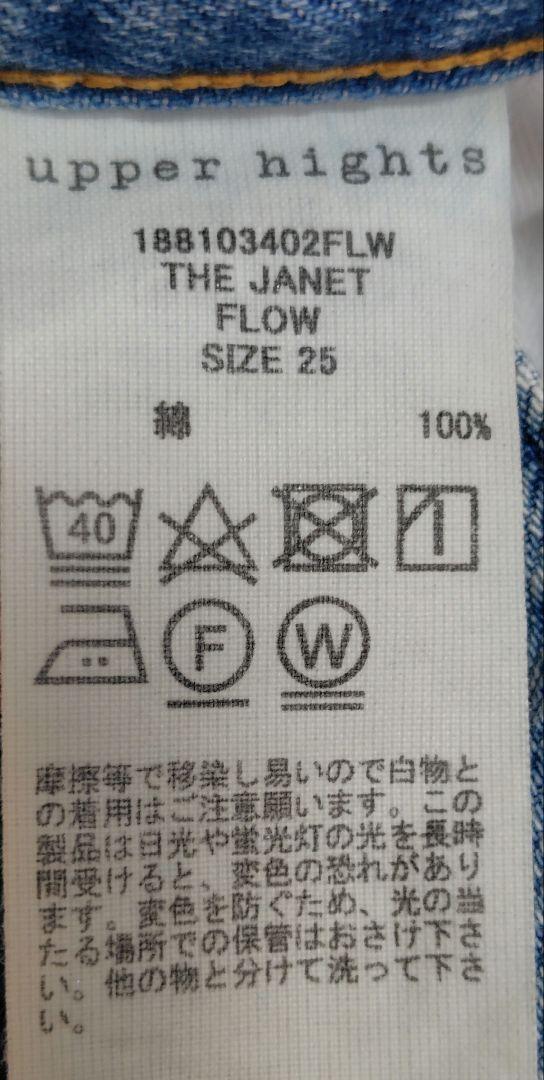 upper hights
188103402FLW
THE JANET
FLOW
SIZE 25
綿 100%
40
F W
摩擦等で移染し易いので白物と
の着用はご注意願います。この
製品は日光や蛍光灯の光を長時
間受けると、変色の恐れがあり
ます。変色を防ぐため、光の当
たる場所での保管はおさけ下さ
い。他の物と分けて洗って下さ
い。